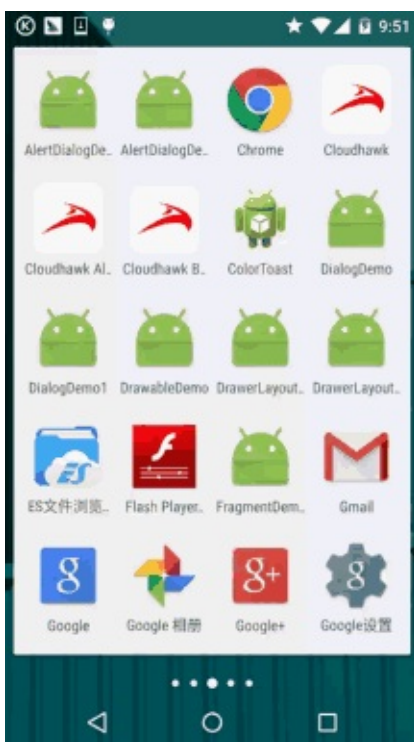 9:51
AlertDialogDe..
AlertDialogDe..
Chrome
Cloudhawk
Cloudhawk Al..
Cloudhawk B..
ColorToast
DialogDemo
DialogDemo1
DrawableDemo
DrawerLayout..
DrawerLayout..
ES文件浏览..
Flash Player..
FragmentDem..
Gmail
Google
Google 相册
Google+
Google设置